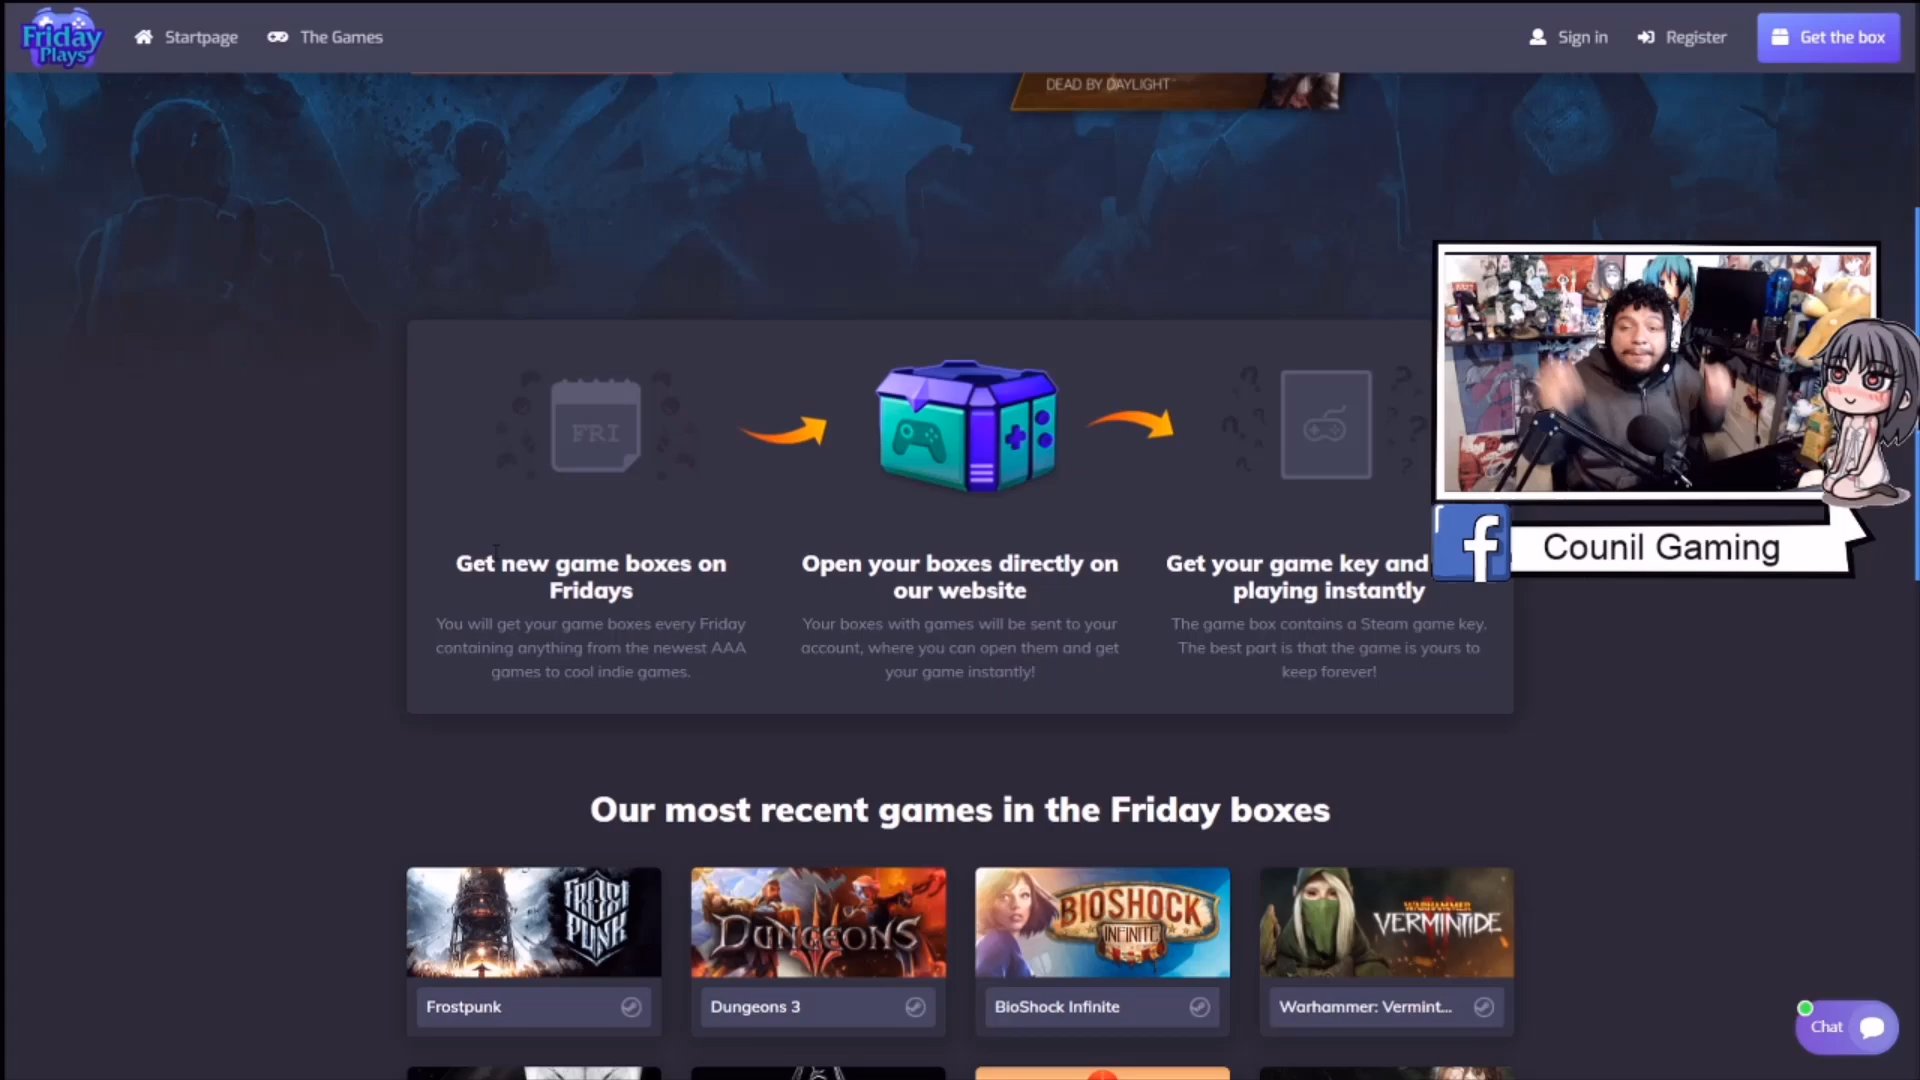 Friday
Plays
Startpage
The Games
Sign in
Register
Get the box
DEAD BY DAYLIGHT
FRI
Get new game boxes on
Fridays
You will get your game boxes every Friday
containing anything from the newest AAA
games to cool indie games.
Open your boxes directly on
our website
Your boxes with games will be sent to your
account, where you can open them and get
your game instantly!
Get your game key and
playing instantly
The game box contains a Steam game key.
The best part is that the game is yours to
keep forever!
f
Counil Gaming
Our most recent games in the Friday boxes
FROST
PUNK
DUNGEONS
BIOSHOCK
INFINITE
WARHAMMER
VERMINTIDE
Frostpunk
Dungeons 3
BioShock Infinite
Warhammer: Vermint...
Chat